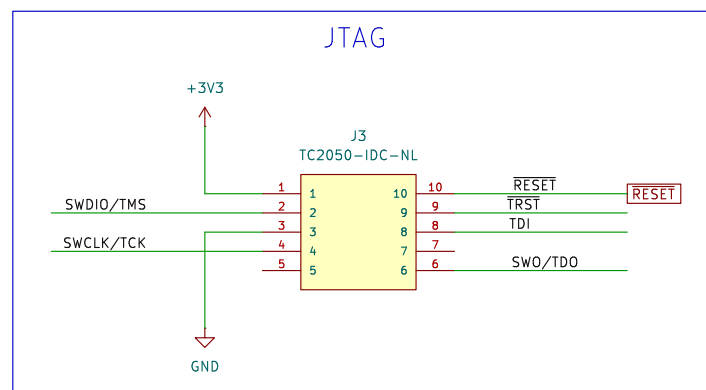 JTAG
+3V3
J3
TC2050-IDC-NL
1 1 10 10 RESET RESET
SWDIO/TMS 2 2 9 9 TRST
3 3 8 8 TDI
SWCLK/TCK 4 4 7 7
5 5 6 6 SWO/TDO
GND